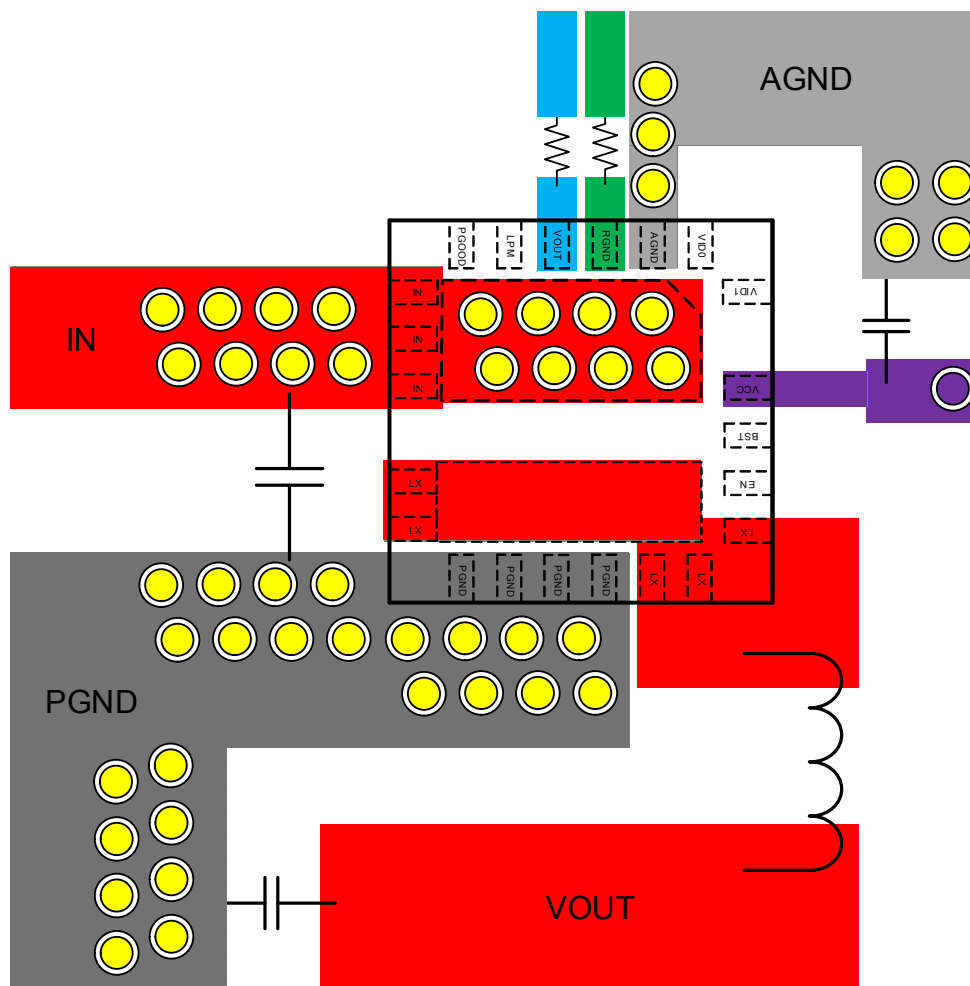 AGND
PGOOD
LPM
VOUT
RGND
AGND
VID0
IN
VID1
IN
IN
IN
VCC
BST
LX
EN
LX
LX
PGND
PGND
PGND
PGND
LX
LX
PGND
VOUT